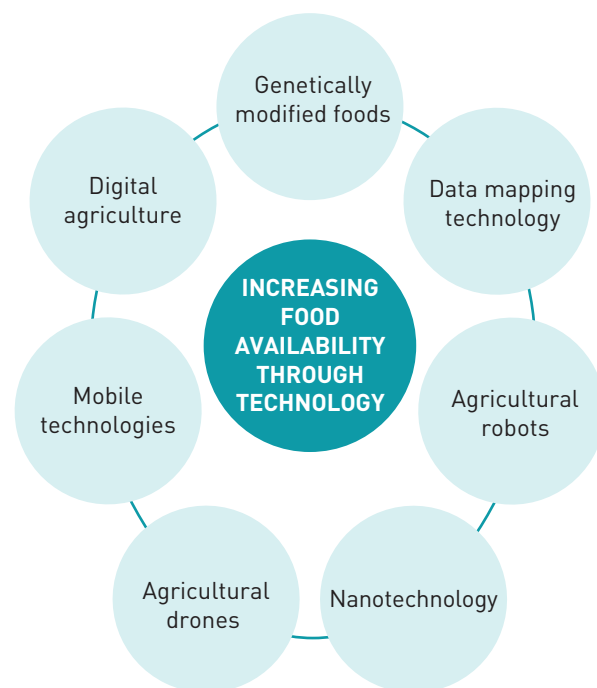 Genetically
modified foods
Data mapping
technology
Agricultural
robots
Nanotechnology
Agricultural
drones
Mobile
technologies
Digital
agriculture
INCREASING
FOOD
AVAILABILITY
THROUGH
TECHNOLOGY